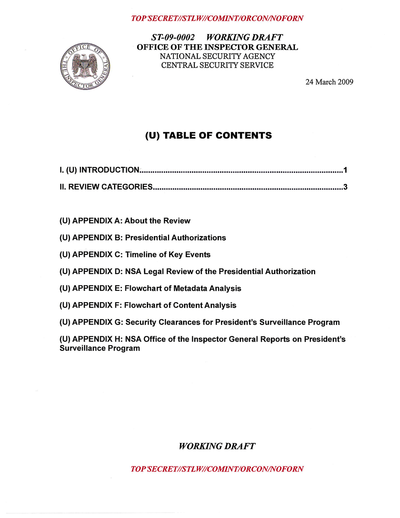 TOP SECRET//STLW//COMINT/ORCON/NOFORN
ST-09-0002 WORKING DRAFT
OFFICE OF THE INSPECTOR GENERAL
NATIONAL SECURITY AGENCY
CENTRAL SECURITY SERVICE
OFFICE OF THE INSPECTOR GENERAL
24 March 2009
(U) TABLE OF CONTENTS
I. (U) INTRODUCTION..........................................................................................1
II. REVIEW CATEGORIES....................................................................................3
(U) APPENDIX A: About the Review
(U) APPENDIX B: Presidential Authorizations
(U) APPENDIX C: Timeline of Key Events
(U) APPENDIX D: NSA Legal Review of the Presidential Authorization
(U) APPENDIX E: Flowchart of Metadata Analysis
(U) APPENDIX F: Flowchart of Content Analysis
(U) APPENDIX G: Security Clearances for President's Surveillance Program
(U) APPENDIX H: NSA Office of the Inspector General Reports on President's
Surveillance Program
WORKING DRAFT
TOP SECRET//STLW//COMINT/ORCON/NOFORN